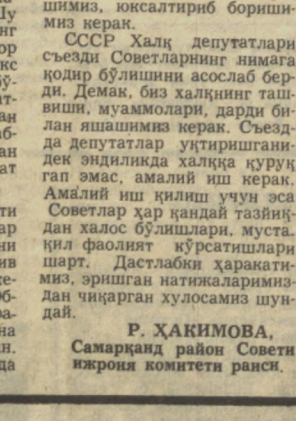 шимиз, юксалтириб бориши-
миз керак.
СССР Халқ депутатлари
съезди Советларнинг нимага
қодир бўлишини асослаб бер-
ди. Демак, биз халқнинг таш-
виши, муаммолари, дарди би-
лан яшашимиз керак. Съезд-
да депутатлар уқтиришгани-
дек эндиликда халққа қуруқ
гап эмас, амалий иш керак.
Амалий иш қилиш учун эса
Советлар ҳар қандай тазйиқ-
дан халос бўлишлари, муста-
қил фаолият кўрсатишлари
шарт. Дастлабки ҳаракати-
миз, эришган натижаларимиз-
дан чиқарган хулосамиз шун-
дай.
Р. ҲАКИМОВА,
Самарқанд район Совети
ижроия комитети раиси.